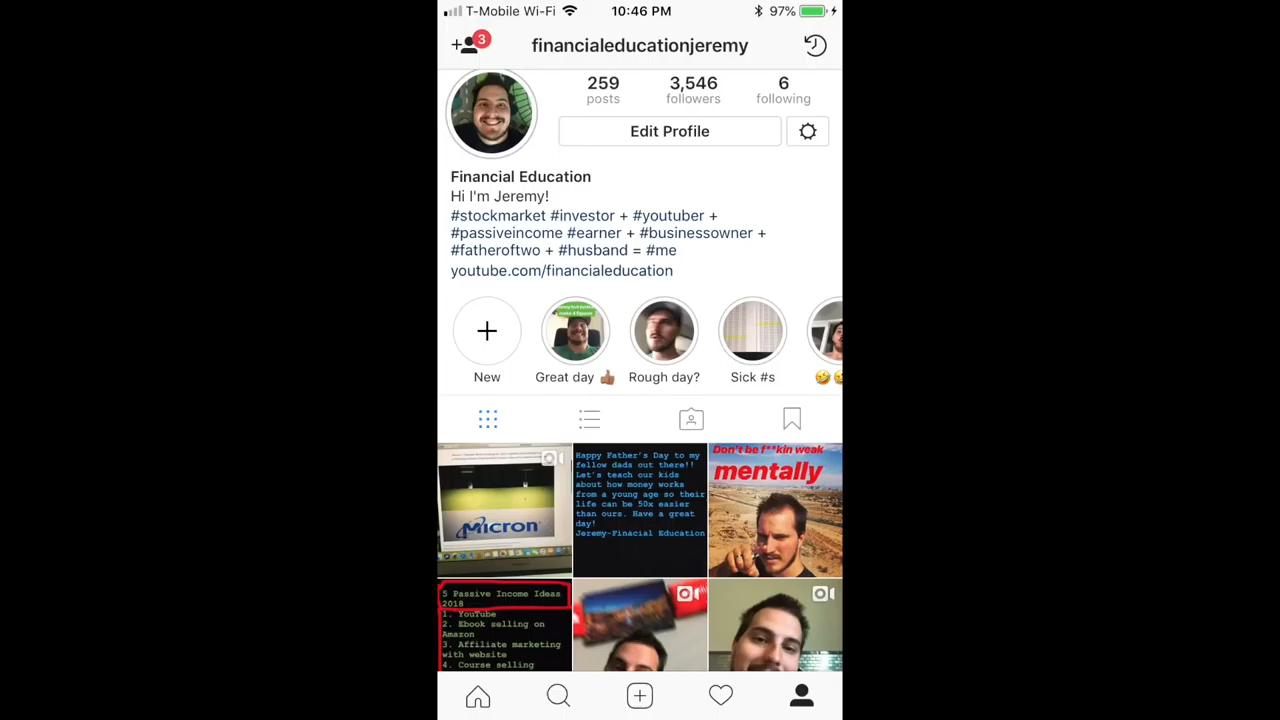 T-Mobile Wi-Fi 10:46 PM 97%
3
financialeducationjeremy
259 3,546 6
posts followers following
Edit Profile
Financial Education
Hi I'm Jeremy!
#stockmarket #investor + #youtuber +
#passiveincome #earner + #businessowner +
#fatheroftwo + #husband = #me
youtube.com/financialeducation
make 4 figures
New Great day 👍🏽 Rough day? Sick #s 🤣
Micron
Happy Father's Day to my
fellow dads out there!!
Let's teach our kids
about how money works
from a young age so their
life can be 50x easier
than ours. Have a great
day!
Jeremy-Finacial Education
Don't be f**kin weak
mentally
5 Passive Income Ideas
2018
1. YouTube
2. Ebook selling on
Amazon
3. Affiliate marketing
with website
4. Course selling